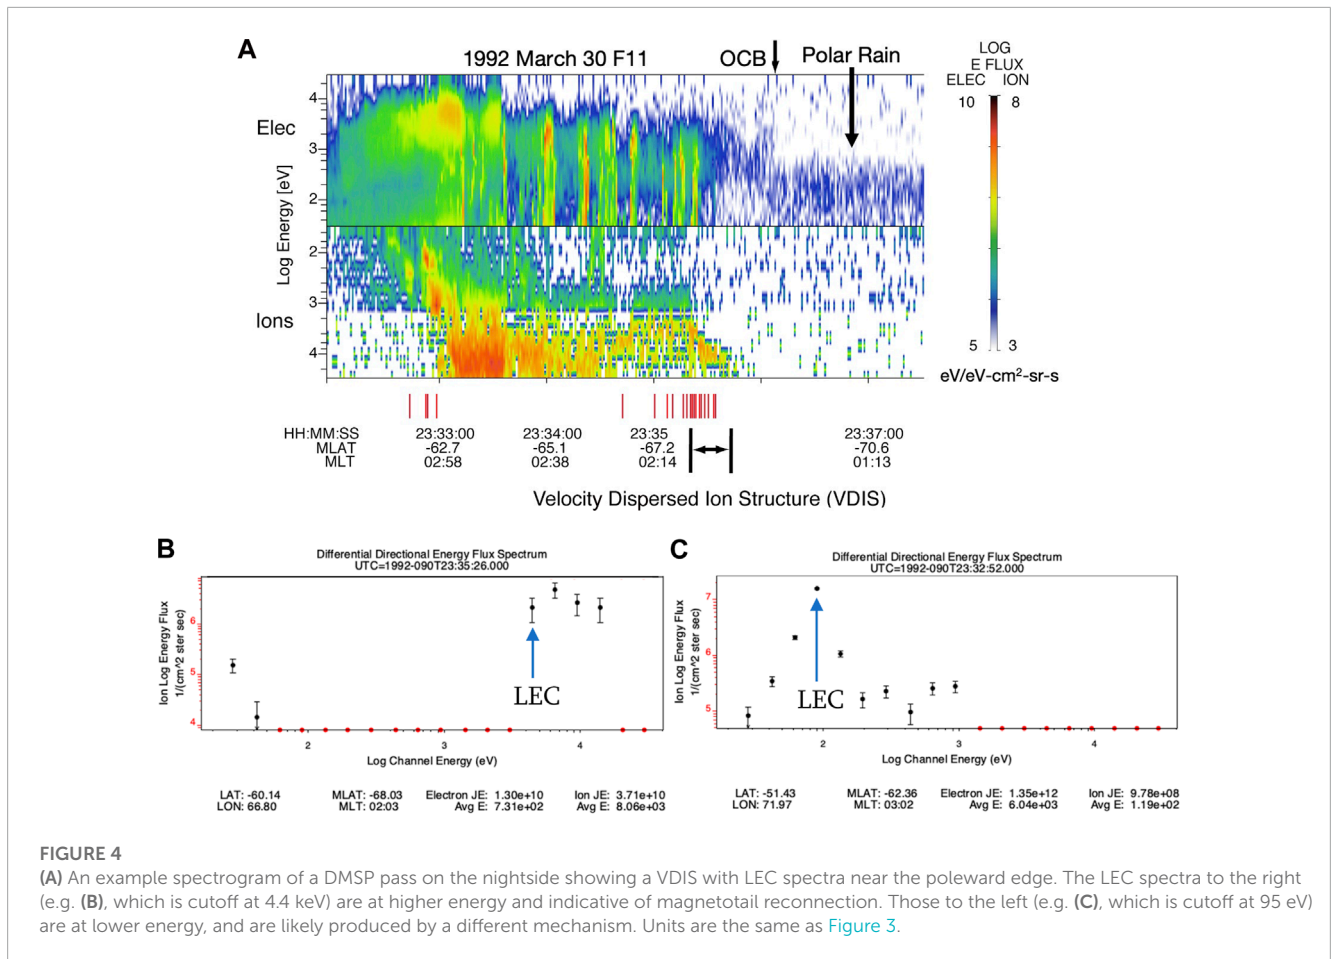 A
1992 March 30 F11
OCB
Polar Rain
LOG
E FLUX
ELEC ION
10 8
Elec
4
3
2
Log Energy [eV]
2
3
4
Ions
5 3
eV/eV-cm²-sr-s
HH:MM:SS 23:33:00 23:34:00 23:35 23:37:00
MLAT -62.7 -65.1 -67.2 -70.6
MLT 02:58 02:38 02:14 01:13
Velocity Dispersed Ion Structure (VDIS)
B
Differential Directional Energy Flux Spectrum
UTC=1992-090T23:35:26.000
Ion Log Energy Flux
1/(cm^2 ster sec)
6
5
4
LEC
2 3 4
Log Channel Energy (eV)
LAT: -60.14 MLAT: -68.03 Electron JE: 1.30e+10 Ion JE: 3.71e+10
LON: 66.80 MLT: 02:03 Avg E: 7.31e+02 Avg E: 8.06e+03
C
Differential Directional Energy Flux Spectrum
UTC=1992-090T23:32:52.000
Ion Log Energy Flux
1/(cm^2 ster sec)
7
6
5
LEC
2 3 4
Log Channel Energy (eV)
LAT: -51.43 MLAT: -62.36 Electron JE: 1.35e+12 Ion JE: 9.78e+08
LON: 71.97 MLT: 03:02 Avg E: 6.04e+03 Avg E: 1.19e+02
FIGURE 4
(A) An example spectrogram of a DMSP pass on the nightside showing a VDIS with LEC spectra near the poleward edge. The LEC spectra to the right
(e.g. (B), which is cutoff at 4.4 keV) are at higher energy and indicative of magnetotail reconnection. Those to the left (e.g. (C), which is cutoff at 95 eV)
are at lower energy, and are likely produced by a different mechanism. Units are the same as Figure 3.